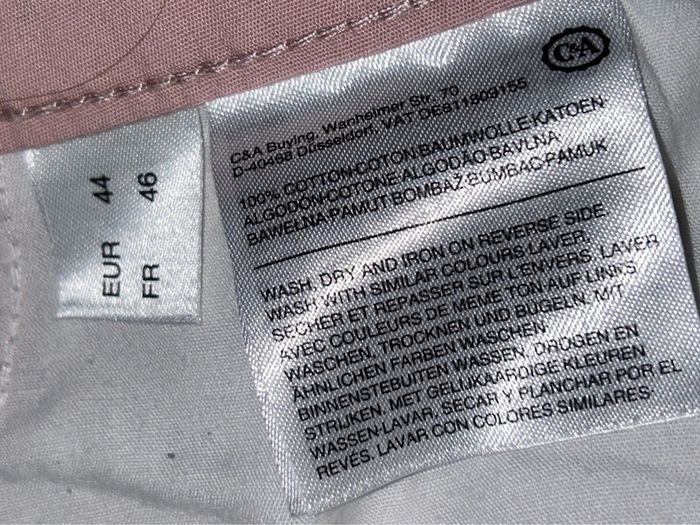 C&A
C&A Buying, Wanheimer Str. 70
D-40468 Düsseldorf, VAT DE811809155
100% COTTON·COTON·BAUMWOLLE·KATOEN·
ALGODON·COTONE·ALGODÃO·BAVLNA·
BAWEŁNA·PAMUT·BOMBAŽ·BUMBAC·PAMUK
WASH, DRY AND IRON ON REVERSE SIDE.
WASH WITH SIMILAR COLOURS·LAVER,
SECHER ET REPASSER SUR L'ENVERS. LAVER
AVEC COULEURS DE MEME TON·AUF LINKS
WASCHEN, TROCKNEN UND BÜGELN. MIT
ÄHNLICHEN FARBEN WASCHEN·
BINNENSTEBUITEN WASSEN, DROGEN EN
STRIJKEN. MET GELIJKAARDIGE KLEUREN
WASSEN·LAVAR, SECAR Y PLANCHAR POR EL
REVÉS. LAVAR CON COLORES SIMILARES·
EUR 44
FR 46